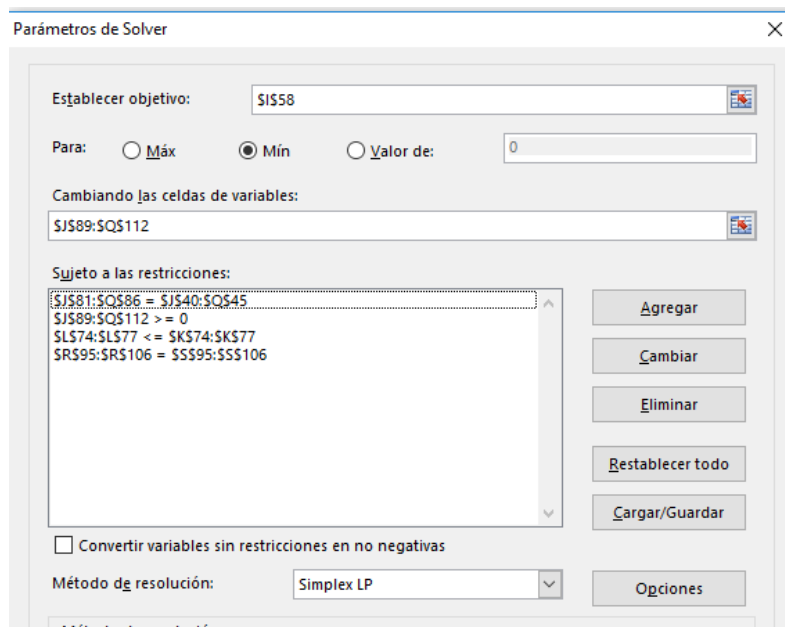 Parámetros de Solver
Establecer objetivo: $I$58
Para: Máx Mín Valor de: 0
Cambiando las celdas de variables:
$J$89:$Q$112
Sujeto a las restricciones:
$J$81:$Q$86 = $J$40:$Q$45
$J$89:$Q$112 >= 0
$L$74:$L$77 <= $K$74:$K$77
$R$95:$R$106 = $S$95:$S$106
Agregar
Cambiar
Eliminar
Restablecer todo
Cargar/Guardar
Convertir variables sin restricciones en no negativas
Método de resolución: Simplex LP Opciones